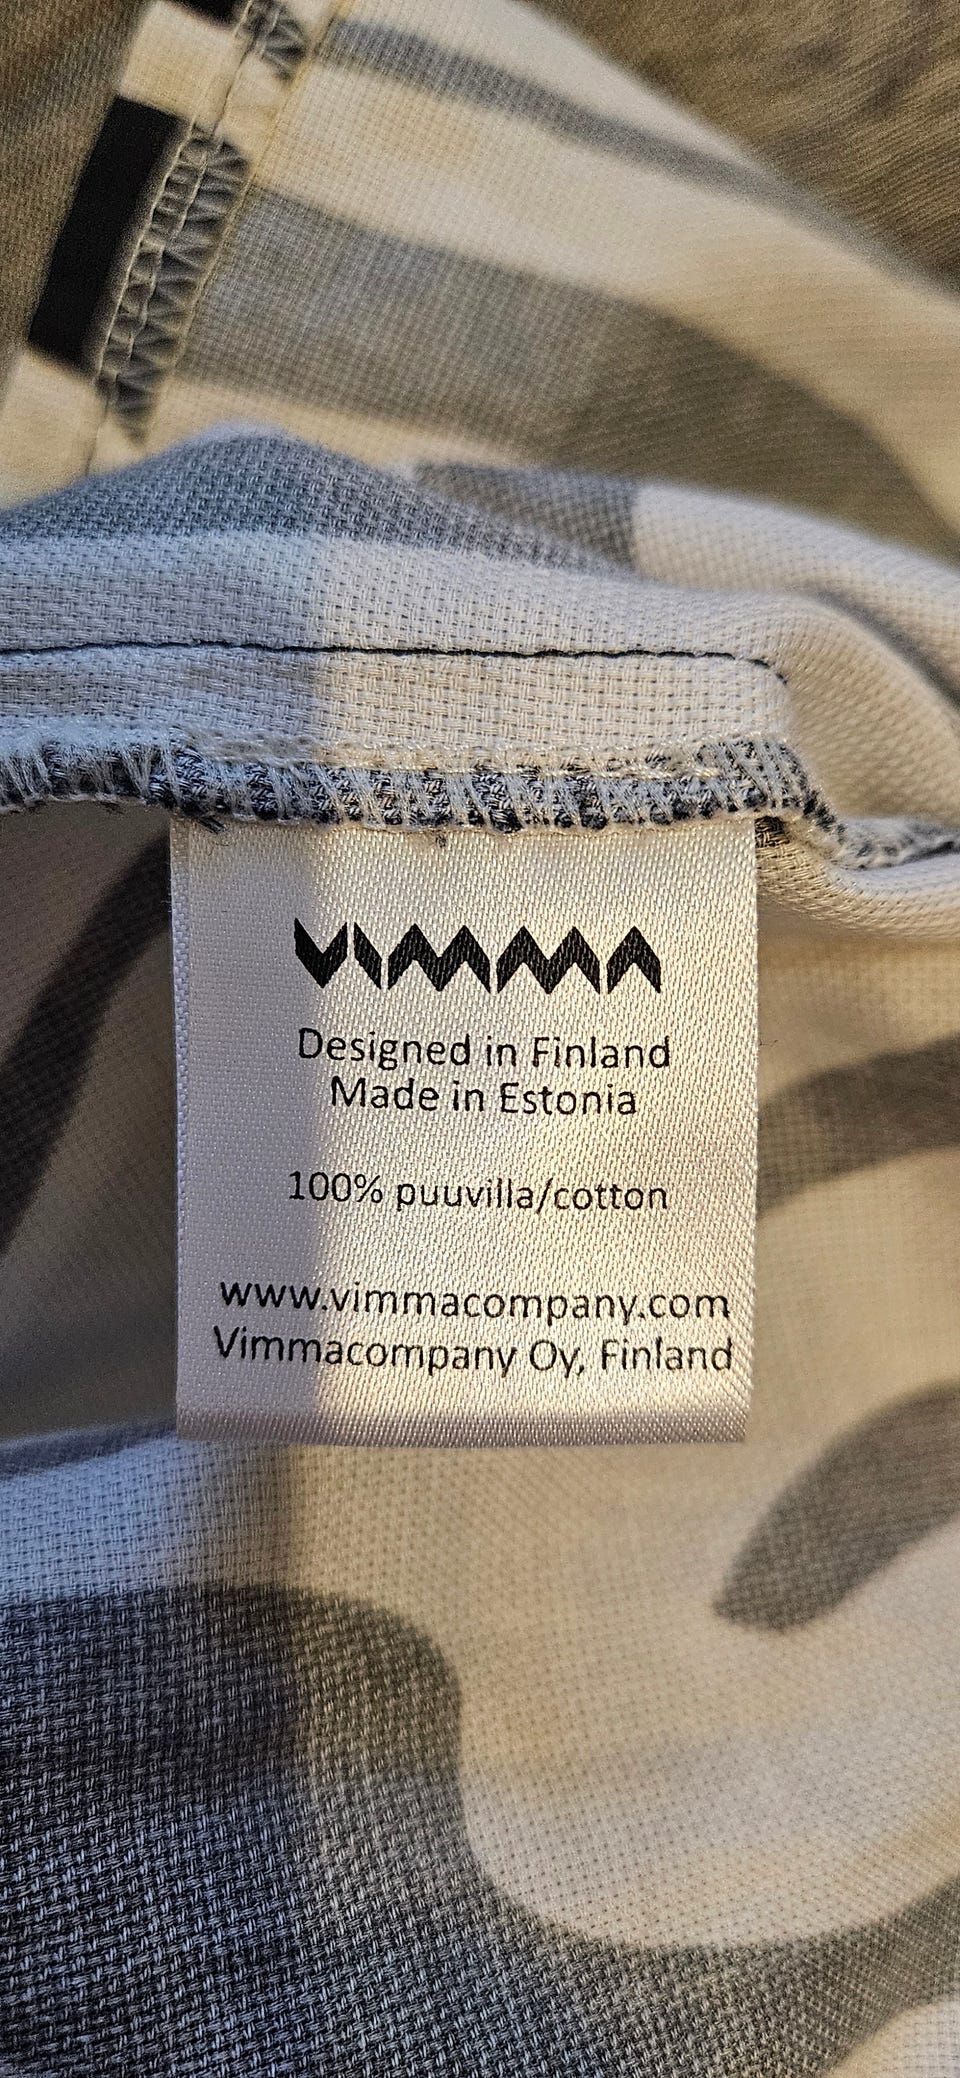 VIMMA
Designed in Finland
Made in Estonia
100% puuvilla/cotton
www.vimmacompany.com
Vimmacompany Oy, Finland